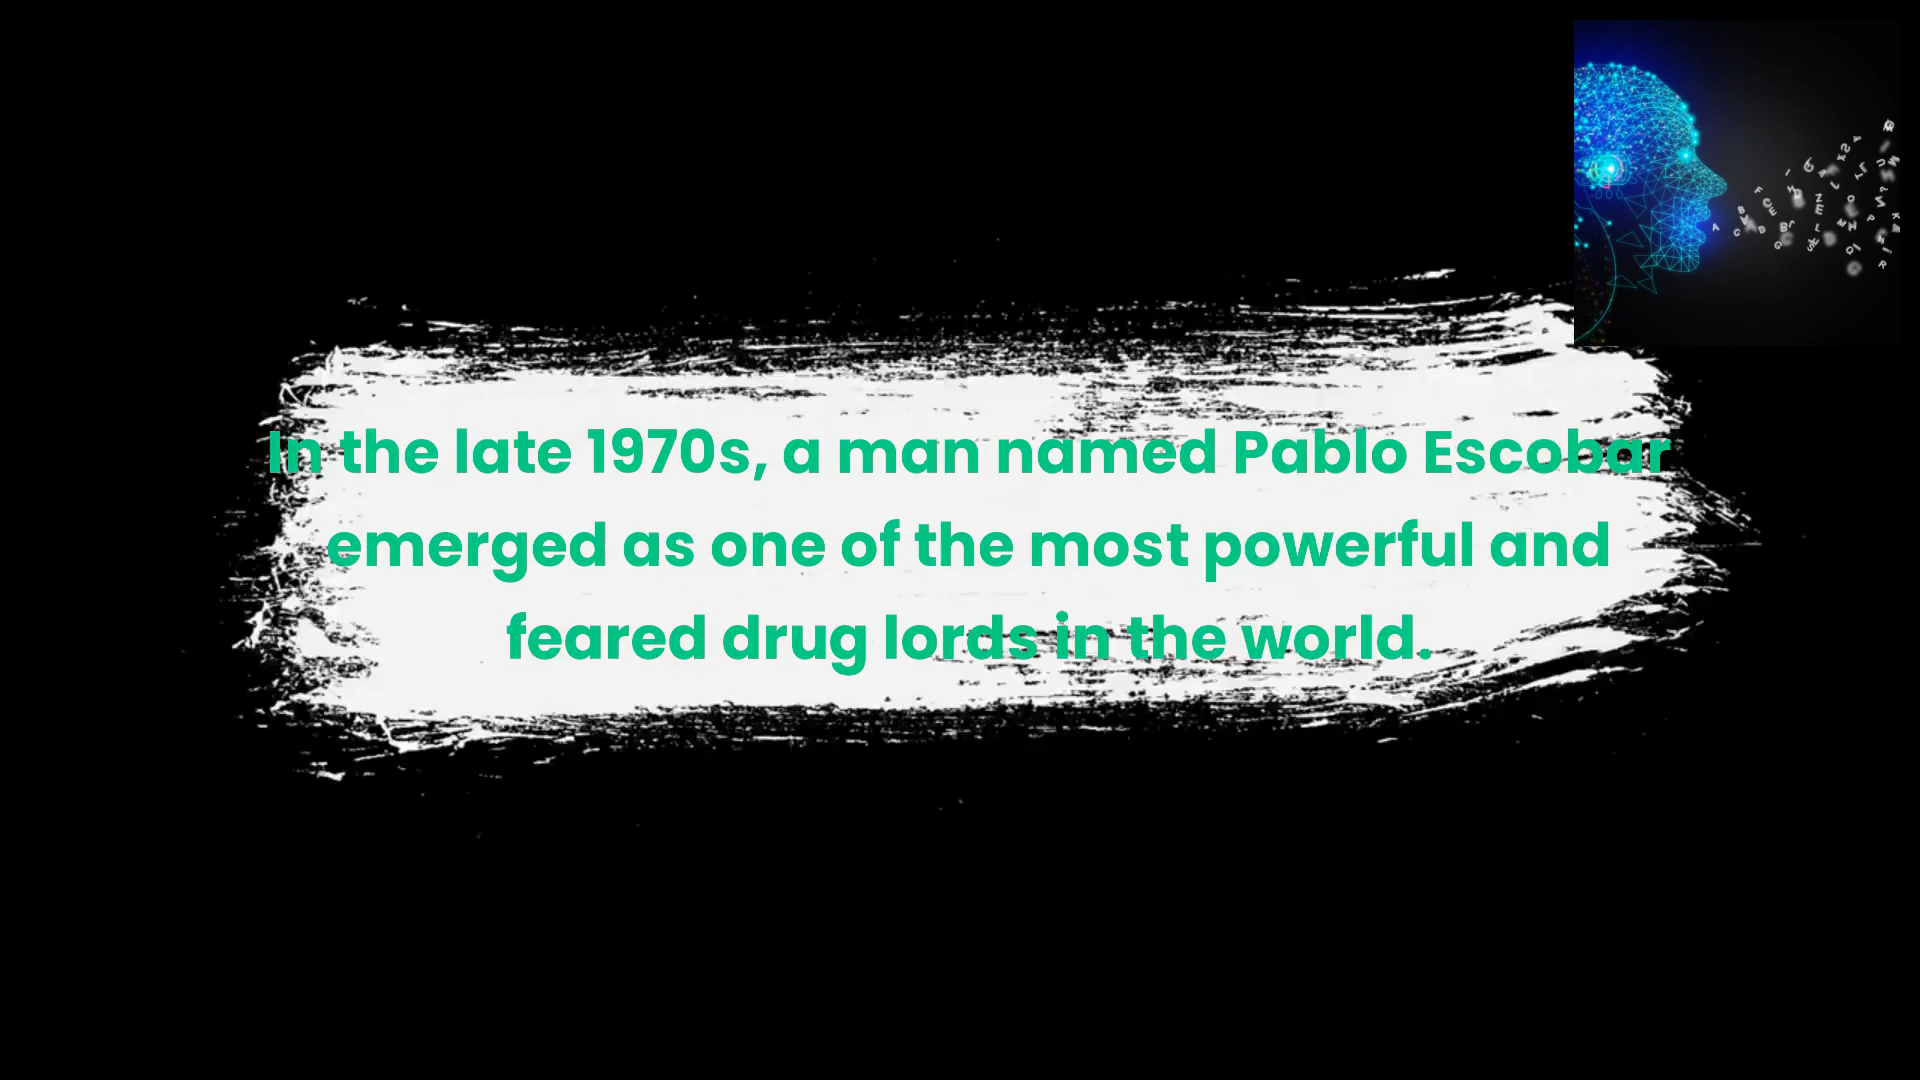 In the late 1970s, a man named Pablo Escobar
emerged as one of the most powerful and
feared drug lords in the world.